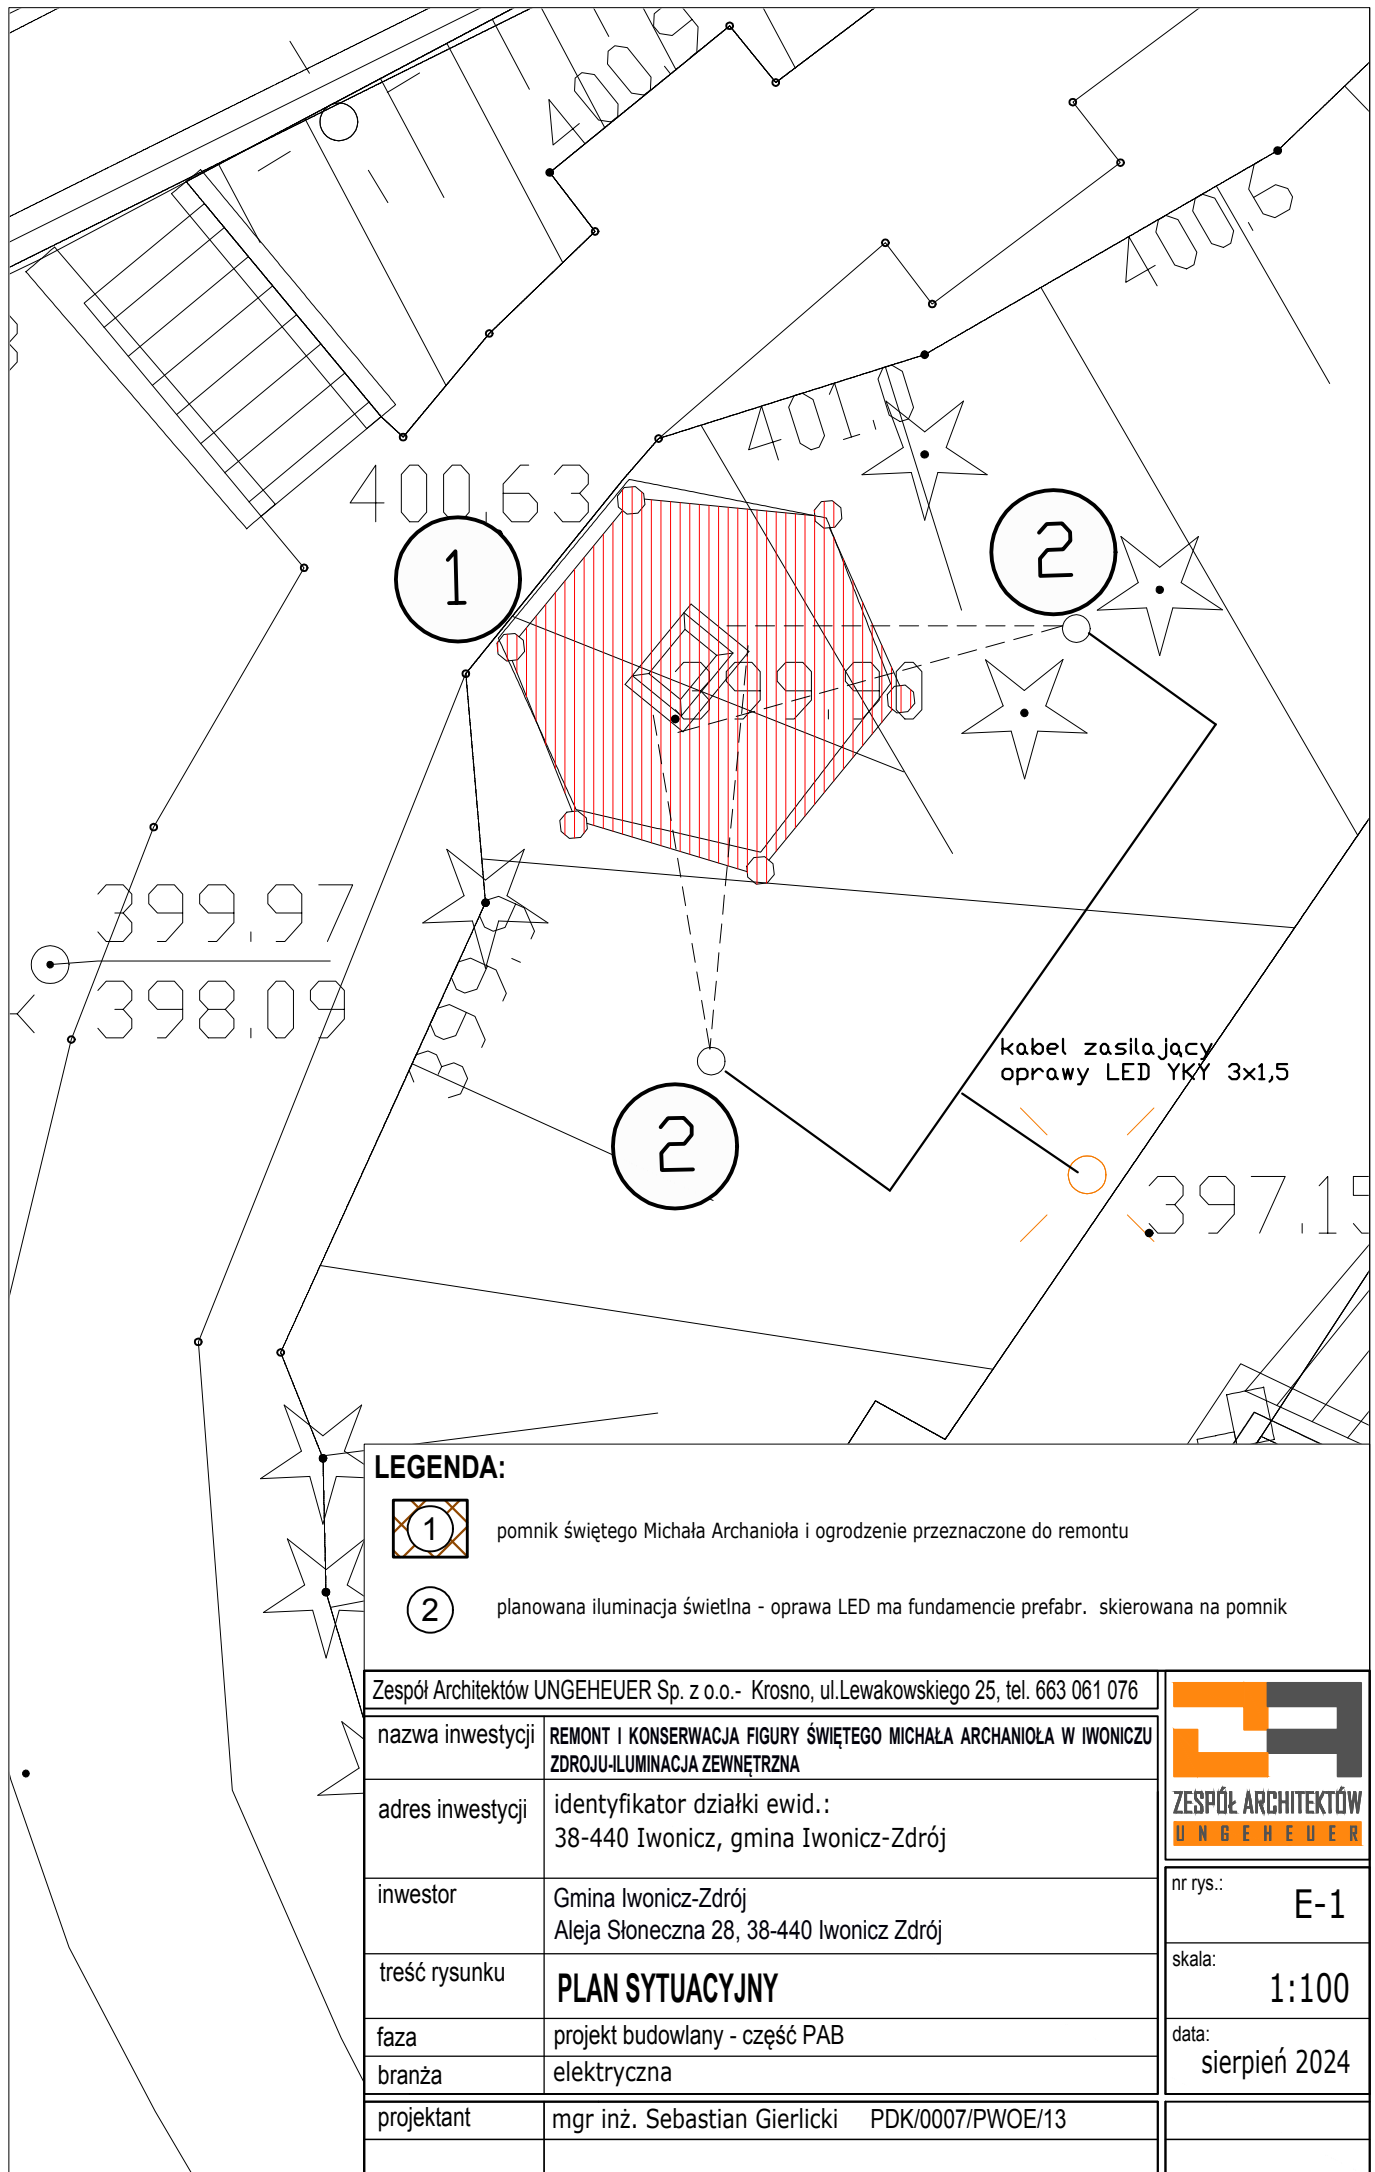 400.6
401.0
400.63
1
2
399.90
399.97
398.09
399.7
kabel zasilający
oprawy LED YKY 3x1,5
2
397.15
LEGENDA:
1 pomnik świętego Michała Archanioła i ogrodzenie przeznaczone do remontu
2 planowana iluminacja świetlna - oprawa LED ma fundamencie prefabr. skierowana na pomnik
Zespół Architektów UNGEHEUER Sp. z o.o.- Krosno, ul.Lewakowskiego 25, tel. 663 061 076
nazwa inwestycji REMONT I KONSERWACJA FIGURY ŚWIĘTEGO MICHAŁA ARCHANIOŁA W IWONICZU
ZDROJU-ILUMINACJA ZEWNĘTRZNA
adres inwestycji identyfikator działki ewid.:
38-440 Iwonicz, gmina Iwonicz-Zdrój
inwestor Gmina Iwonicz-Zdrój
Aleja Słoneczna 28, 38-440 Iwonicz Zdrój
treść rysunku PLAN SYTUACYJNY
faza projekt budowlany - część PAB
branża elektryczna
projektant mgr inż. Sebastian Gierlicki PDK/0007/PWOE/13
ZESPÓŁ ARCHITEKTÓW
UNGEHEUER
nr rys.: E-1
skala: 1:100
data: sierpień 2024